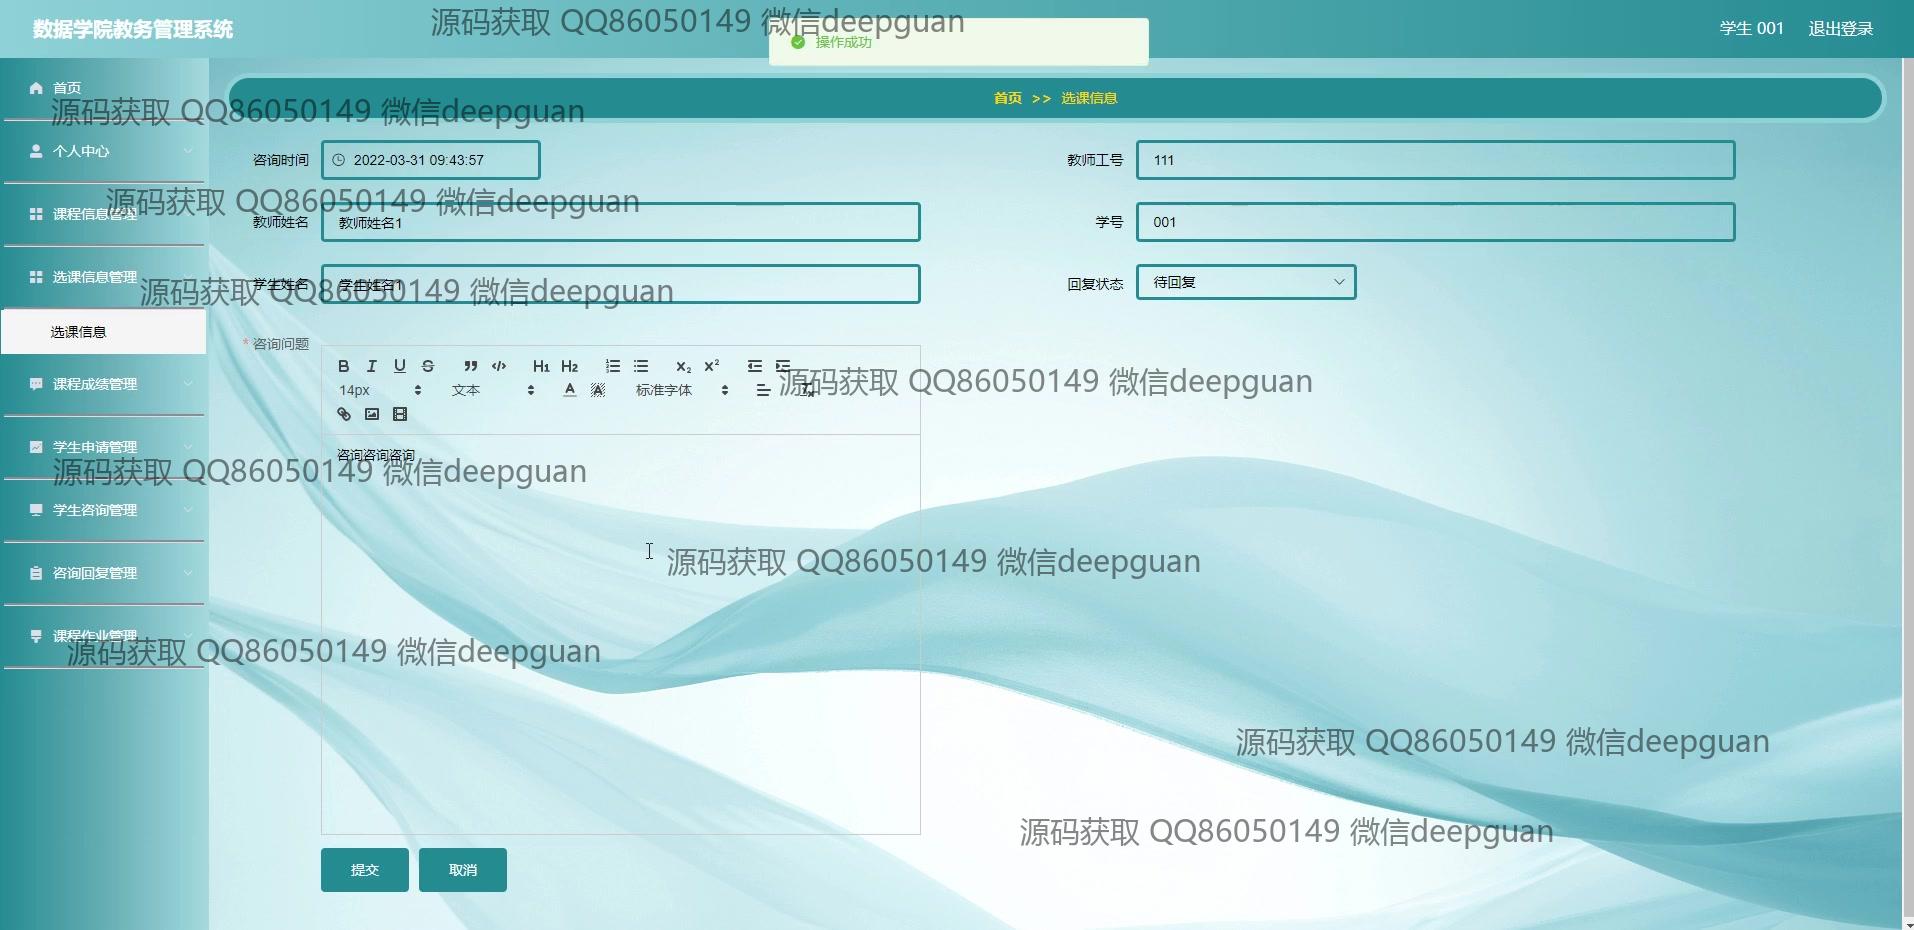 数据学院教务管理系统
源码获取 QQ86050149 微信deepguan
操作成功
学生 001
退出登录
首页
源码获取 QQ86050149 微信deepguan
首页 >> 选课信息
个人中心
咨询时间
2022-03-31 09:43:57
教师工号
111
源码获取 QQ86050149 微信deepguan
课程信息管理
教师姓名
教师姓名1
学号
001
选课信息管理
源码获取 QQ86050149 微信deepguan
学生姓名
学生姓名1
回复状态
待回复
选课信息
* 咨询问题
B I U S H1 H2 X2 X2
14px
文本
A A
标准字体
源码获取 QQ86050149 微信deepguan
课程成绩管理
学生申请管理
咨询咨询咨询
源码获取 QQ86050149 微信deepguan
学生咨询管理
源码获取 QQ86050149 微信deepguan
咨询回复管理
课程作业管理
源码获取 QQ86050149 微信deepguan
源码获取 QQ86050149 微信deepguan
源码获取 QQ86050149 微信deepguan
提交
取消